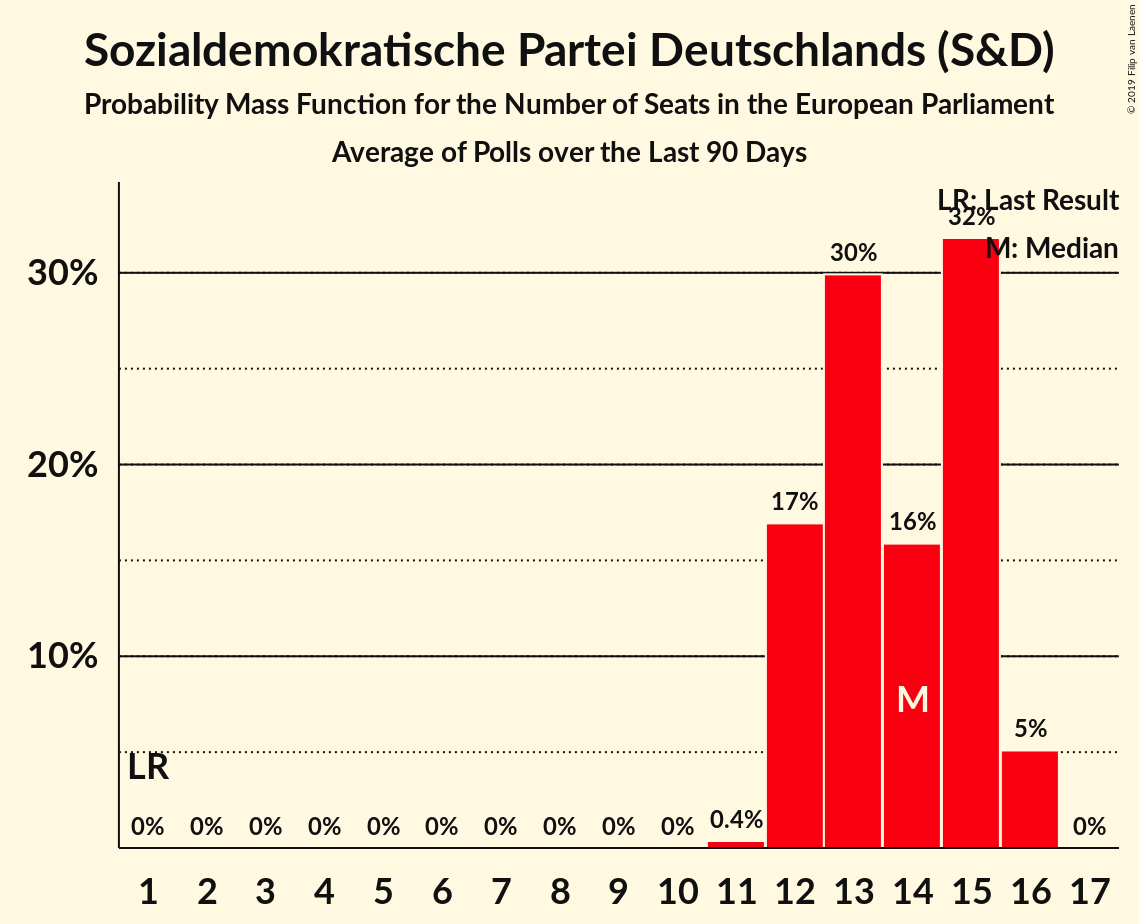 Sozialdemokratische Partei Deutschlands (S&D)
Probability Mass Function for the Number of Seats in the European Parliament
Average of Polls over the Last 90 Days
© 2019 Filip van Laenen
LR: Last Result
M: Median
30%
20%
10%
32%
30%
17%
16%
M
5%
LR
0% 0% 0% 0% 0% 0% 0% 0% 0% 0% 0.4% 0%
1 2 3 4 5 6 7 8 9 10 11 12 13 14 15 16 17